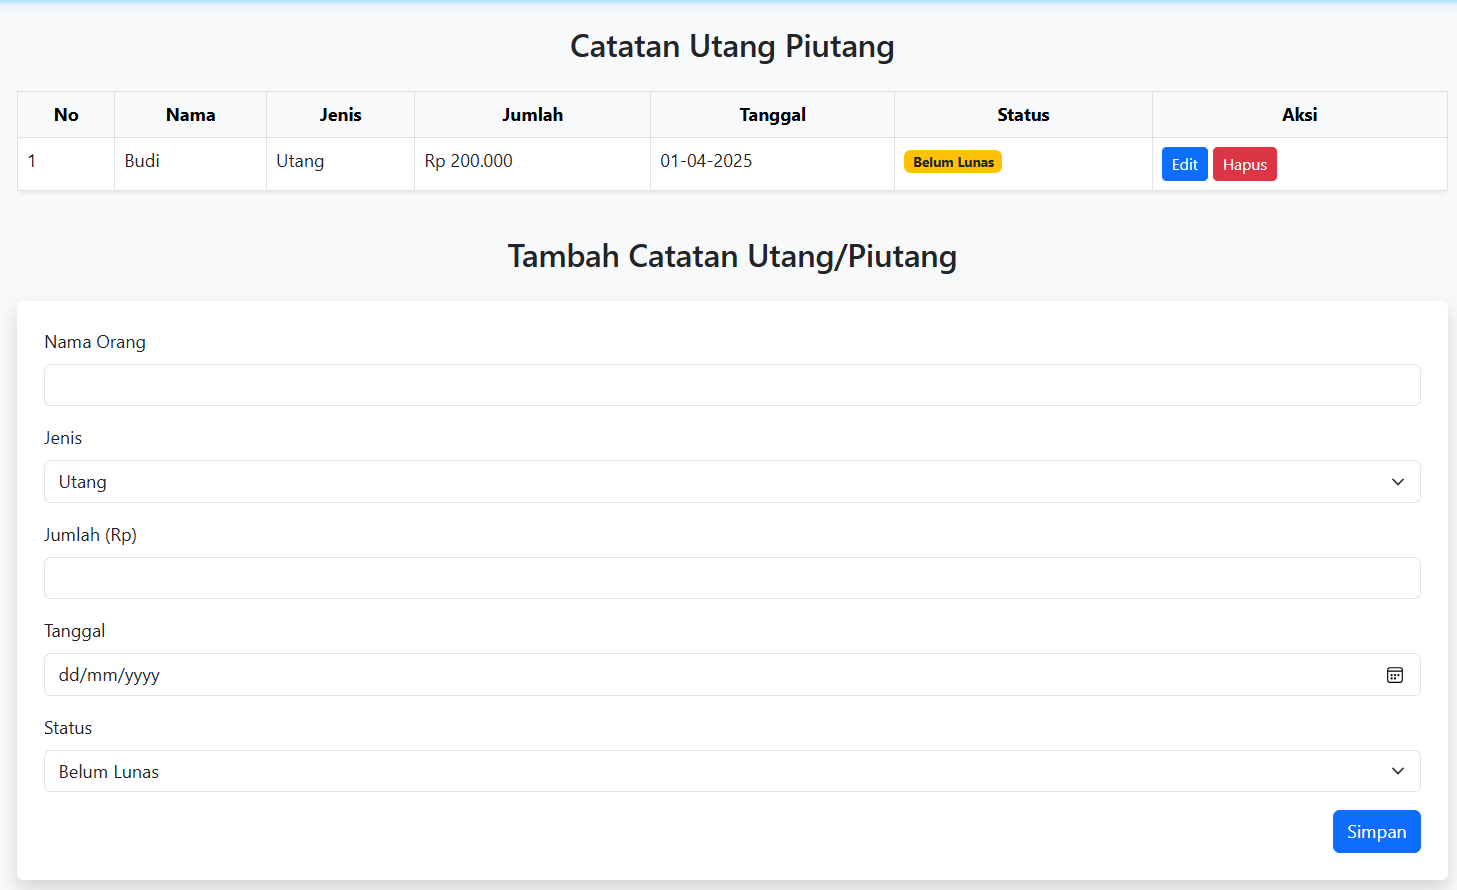 Catatan Utang Piutang
No Nama Jenis Jumlah Tanggal Status Aksi
1 Budi Utang Rp 200.000 01-04-2025 Belum Lunas Edit Hapus
Tambah Catatan Utang/Piutang
Nama Orang
Jenis
Utang
Jumlah (Rp)
Tanggal
dd/mm/yyyy
Status
Belum Lunas
Simpan